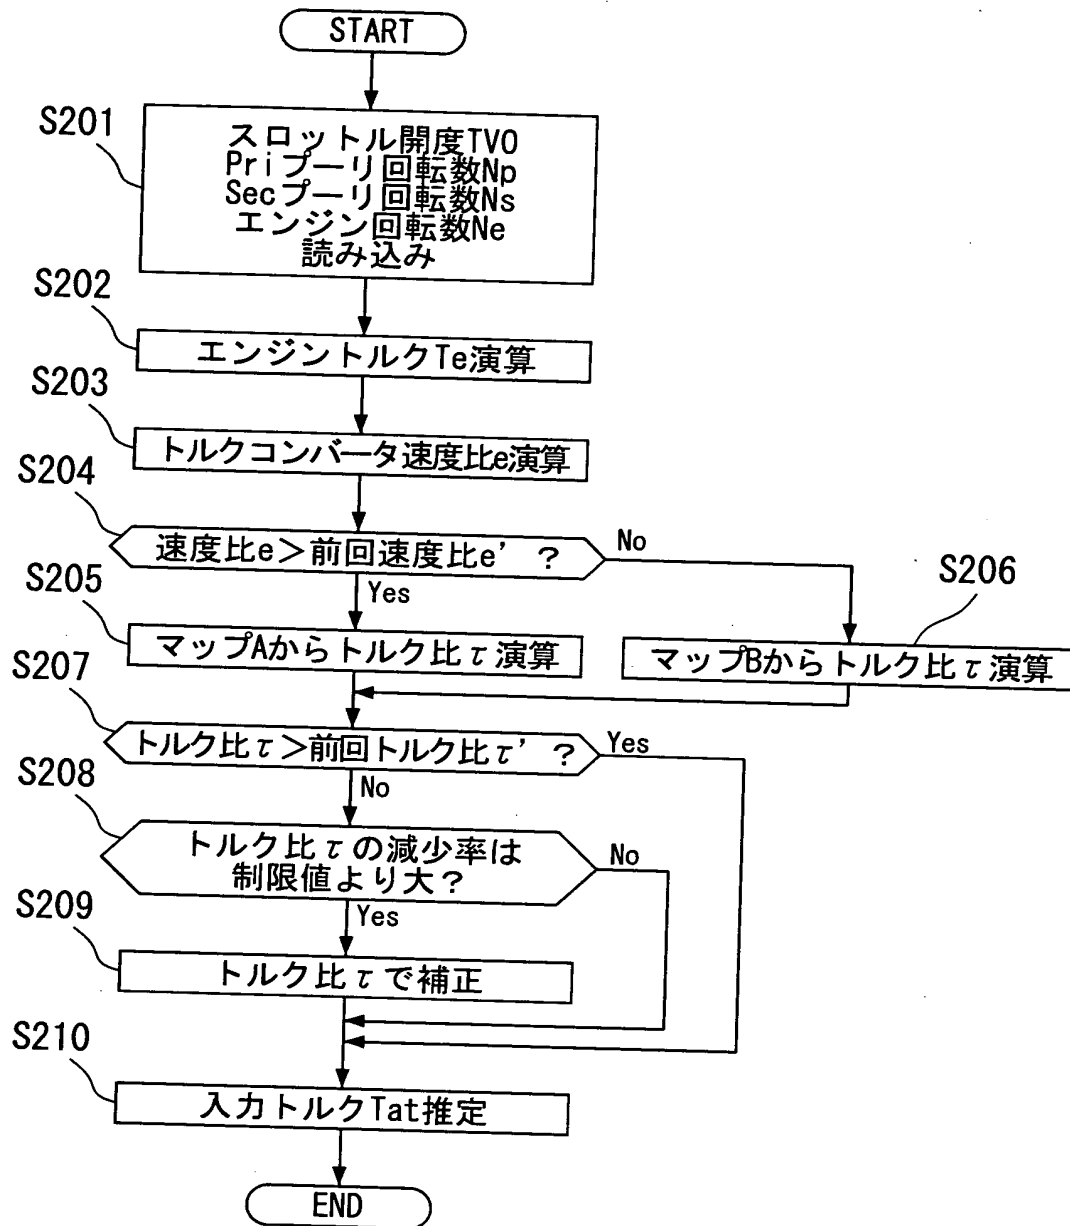 START
S201
スロットル開度TVO
Priプーリ回転数Np
Secプーリ回転数Ns
エンジン回転数Ne
読み込み
S202
エンジントルクTe演算
S203
トルクコンバータ速度比e演算
S204
速度比e＞前回速度比e'？
No
Yes
S205
マップAからトルク比τ演算
S206
マップBからトルク比τ演算
S207
トルク比τ＞前回トルク比τ'？
Yes
No
S208
トルク比τの減少率は
制限値より大？
No
Yes
S209
トルク比τで補正
S210
入力トルクTat推定
END